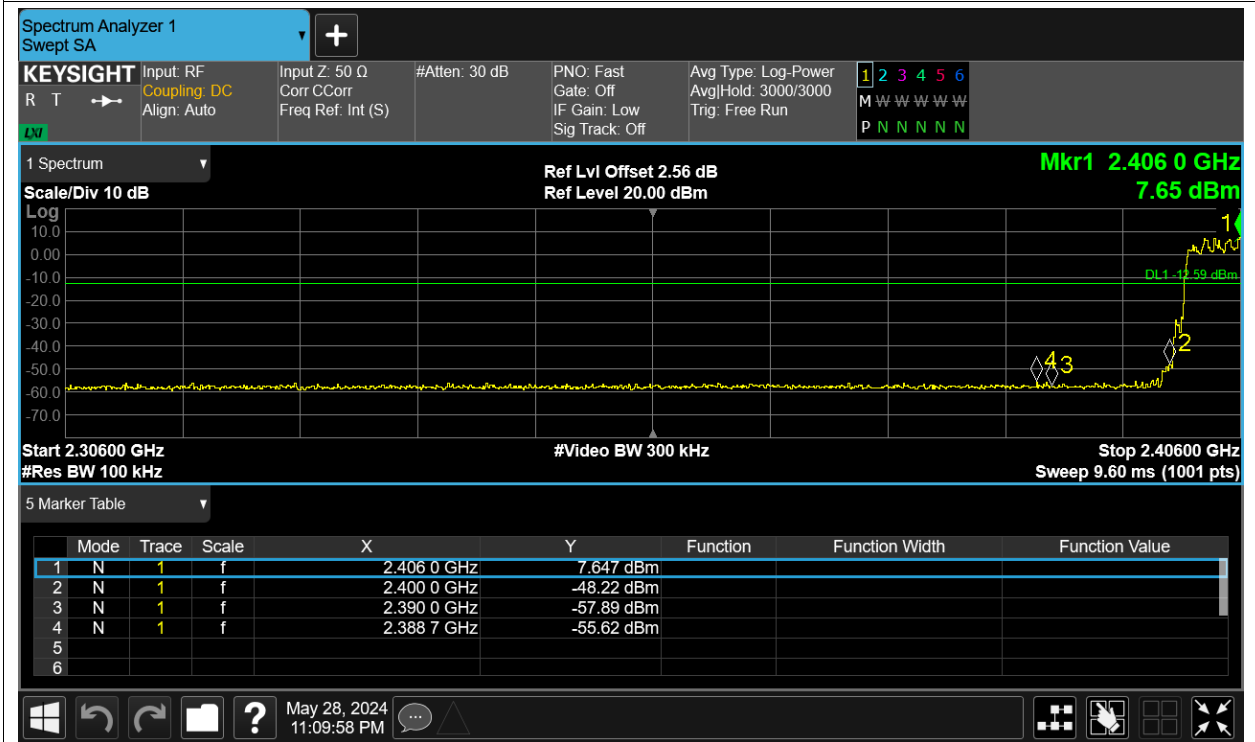 Spectrum Analyzer 1
Swept SA
+
KEYSIGHT
R T
LXI
Input: RF
Coupling: DC
Align: Auto
Input Z: 50 Ω
Corr CCorr
Freq Ref: Int (S)
#Atten: 30 dB
PNO: Fast
Gate: Off
IF Gain: Low
Sig Track: Off
Avg Type: Log-Power
Avg|Hold: 3000/3000
Trig: Free Run
1 2 3 4 5 6
M W W W W W
P N N N N N
1 Spectrum
Scale/Div 10 dB
Ref Lvl Offset 2.56 dB
Ref Level 20.00 dBm
Mkr1 2.406 0 GHz
7.65 dBm
Log
10.0
0.00
-10.0
-20.0
-30.0
-40.0
-50.0
-60.0
-70.0
1
DL1 -12.59 dBm
2
4 3
Start 2.30600 GHz
#Res BW 100 kHz
#Video BW 300 kHz
Stop 2.40600 GHz
Sweep 9.60 ms (1001 pts)
5 Marker Table
Mode Trace Scale X Y Function Function Width Function Value
1 N 1 f 2.406 0 GHz 7.647 dBm
2 N 1 f 2.400 0 GHz -48.22 dBm
3 N 1 f 2.390 0 GHz -57.89 dBm
4 N 1 f 2.388 7 GHz -55.62 dBm
5
6
?
May 28, 2024
11:09:58 PM